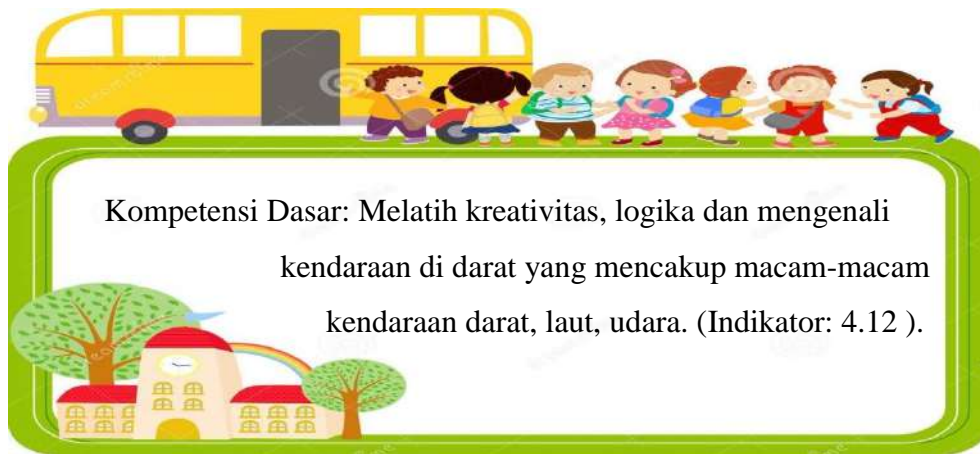 Kompetensi Dasar: Melatih kreativitas, logika dan mengenali
kendaraan di darat yang mencakup macam-macam
kendaraan darat, laut, udara. (Indikator: 4.12 ).